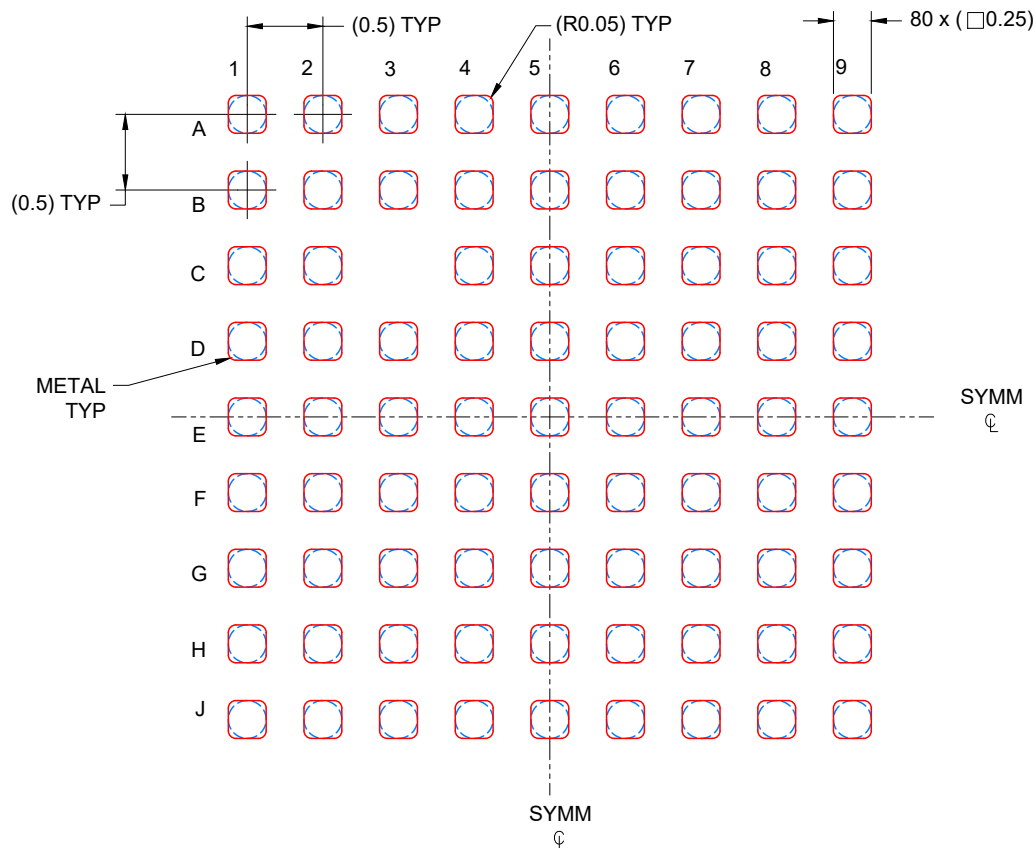 (0.5) TYP
(R0.05) TYP
80 x ( □0.25)
1 2 3 4 5 6 7 8 9
A
(0.5) TYP
B
C
D
METAL
TYP
SYMM
℄
E
F
G
H
J
SYMM
℄